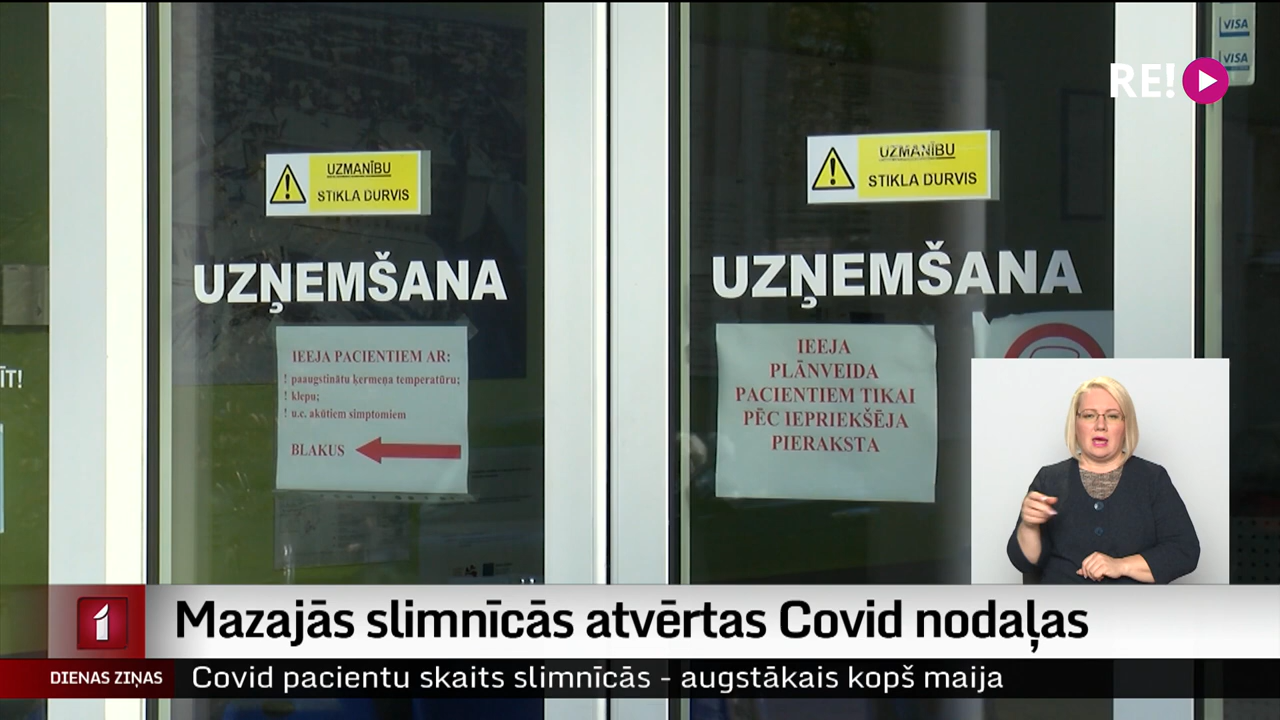 VISA
VISA
RE!
UZMANĪBU
STIKLA DURVIS
UZMANĪBU
STIKLA DURVIS
UZŅEMŠANA
UZŅEMŠANA
IEEJA PACIENTIEM AR:
! paaugstinātu ķermeņa temperatūru;
! klepu;
! u.c. akūtiem simptomiem
BLAKUS
IEEJA
PLĀNVEIDA
PACIENTIEM TIKAI
PĒC IEPRIEKŠĒJA
PIERAKSTA
ĪT!
1
Mazajās slimnīcās atvērtas Covid nodaļas
DIENAS ZIŅAS
Covid pacientu skaits slimnīcās - augstākais kopš maija